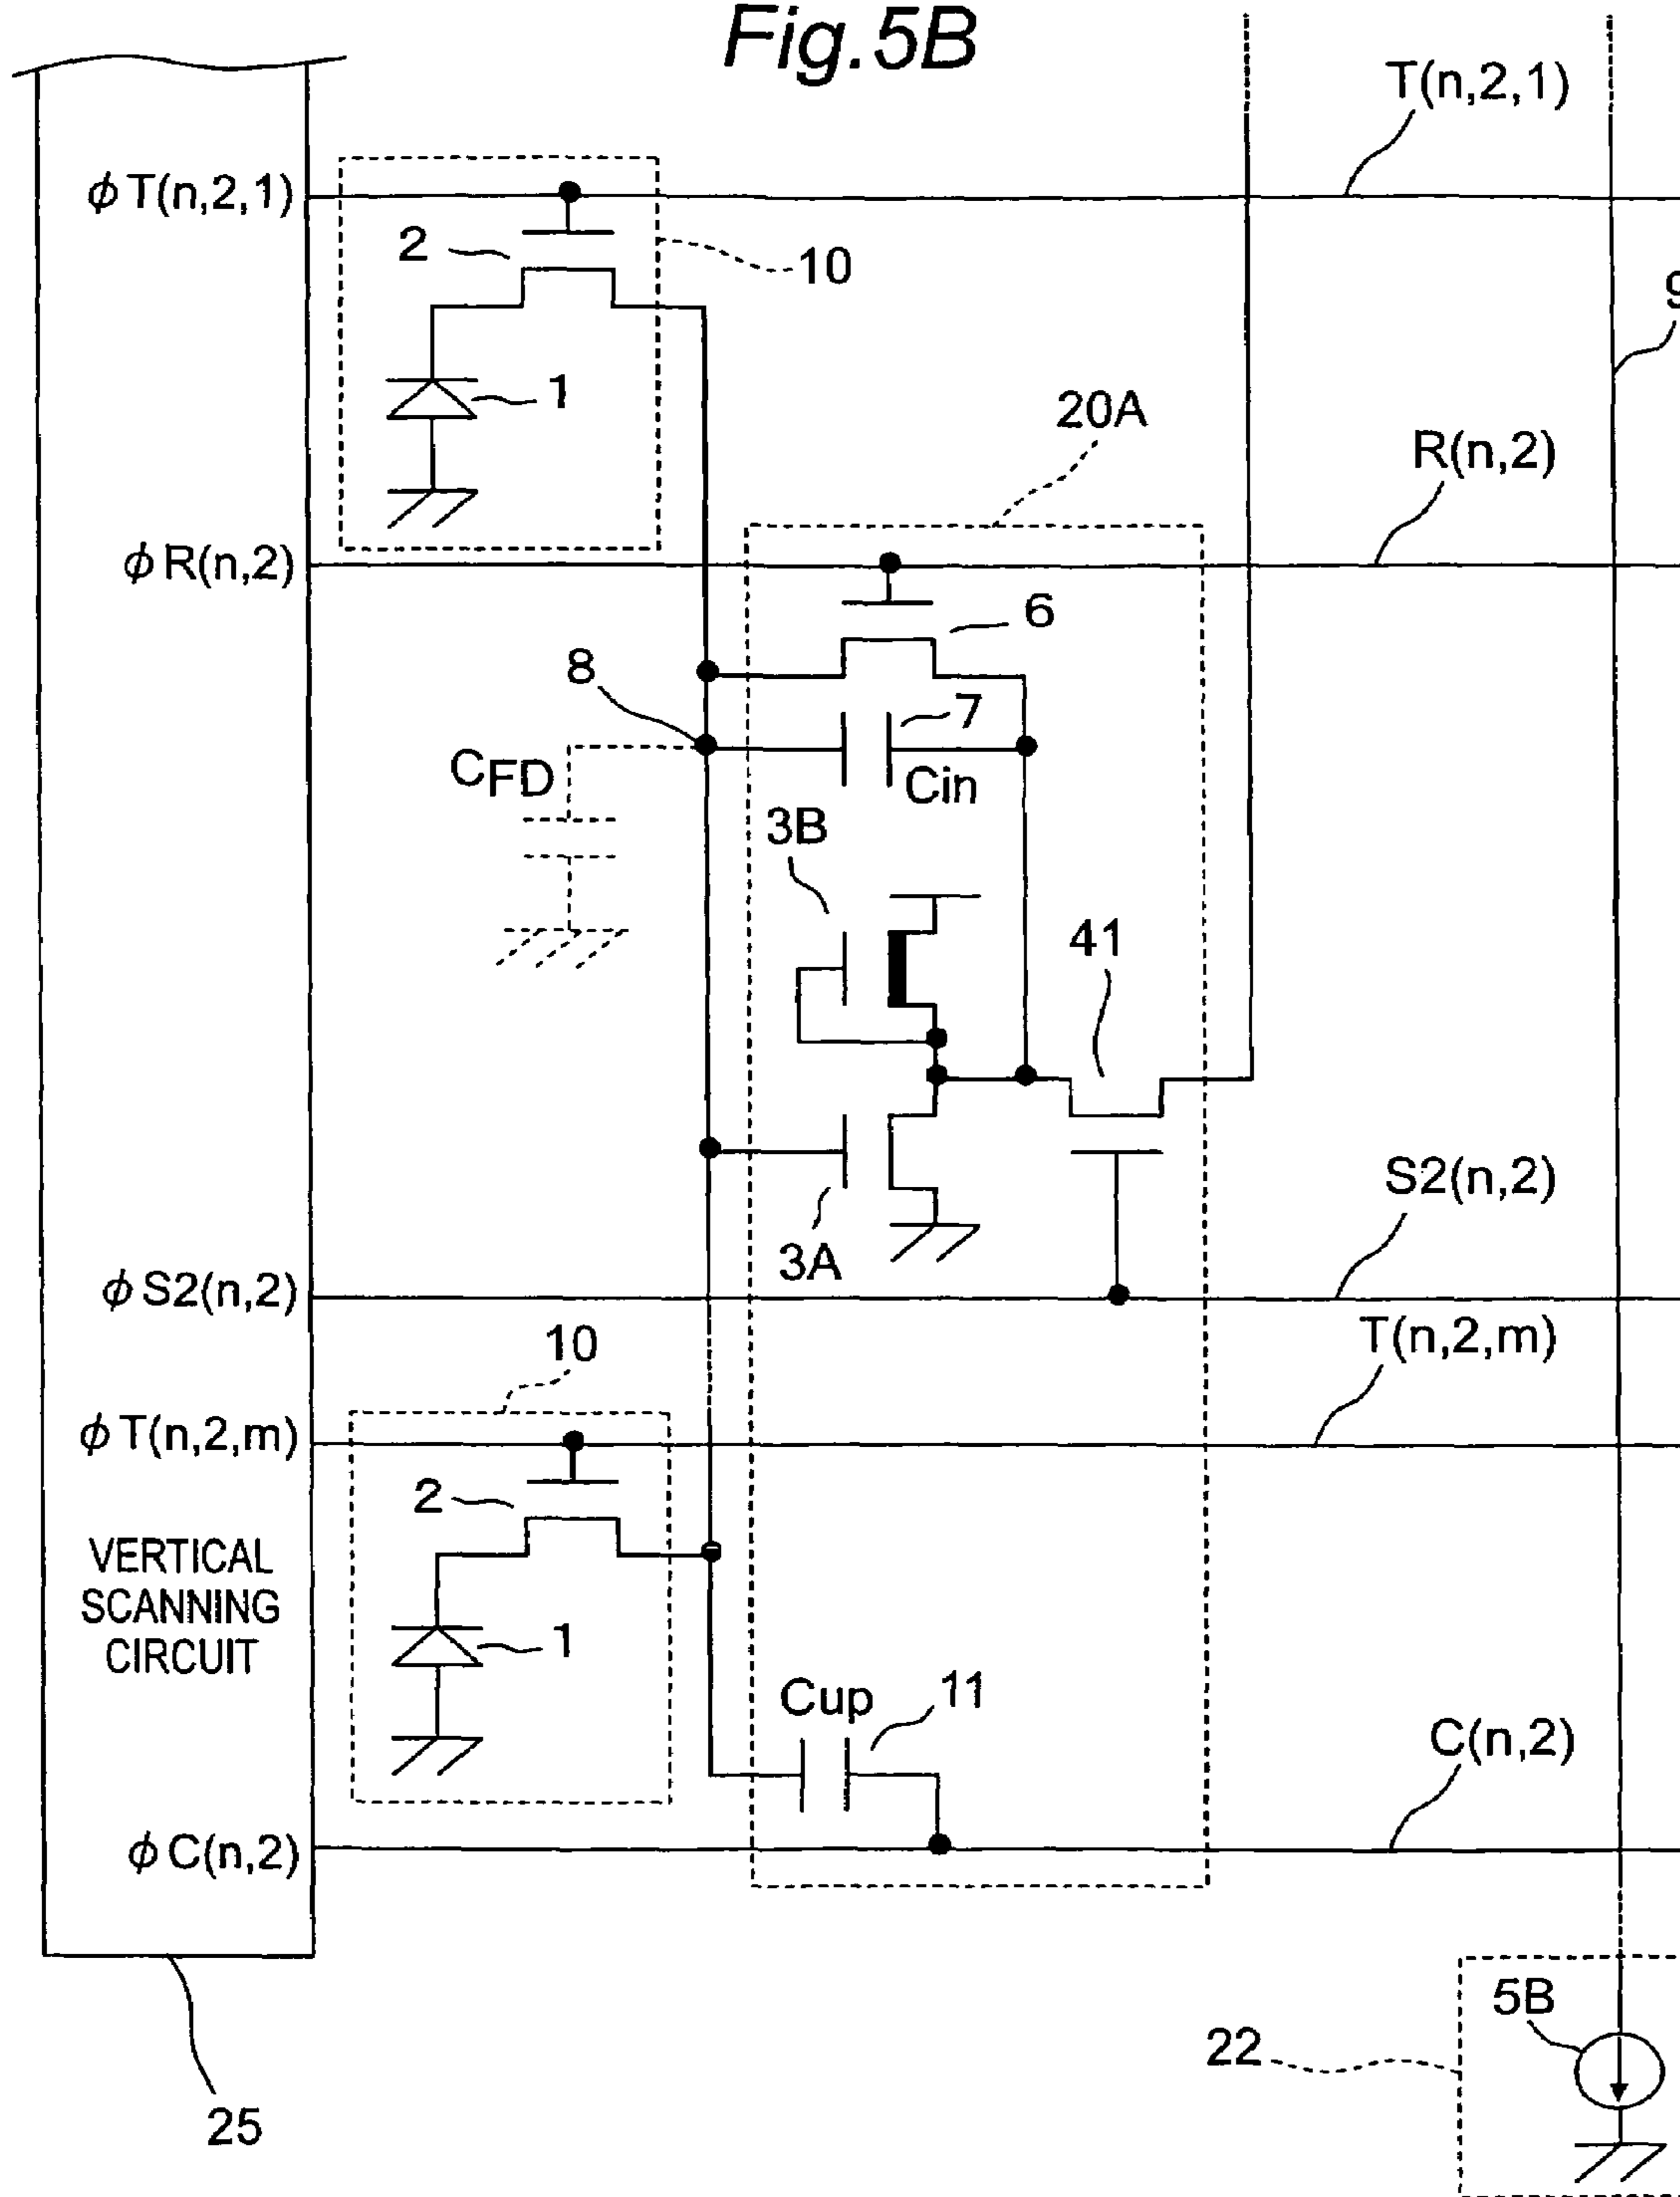 Fig.5B
T(n,2,1)
ϕT(n,2,1)
2
10
9
1
20A
R(n,2)
ϕR(n,2)
6
8
7
CFD
Cin
3B
41
S2(n,2)
3A
ϕS2(n,2)
10
T(n,2,m)
ϕT(n,2,m)
2
VERTICAL
SCANNING
CIRCUIT
1
Cup
11
C(n,2)
ϕC(n,2)
5B
22
25